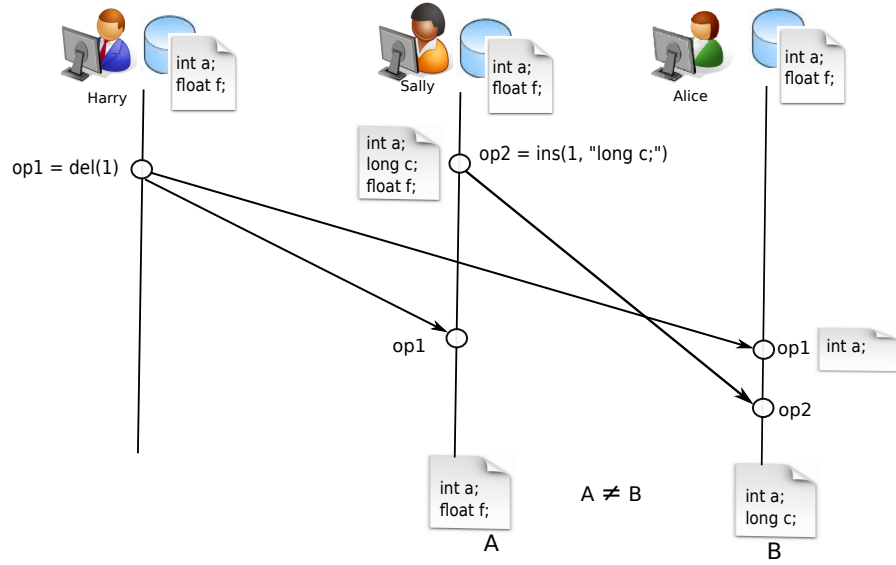 int a;
float f;
Harry
int a;
float f;
Sally
int a;
float f;
Alice
op1 = del(1)
int a;
long c;
float f;
op2 = ins(1, "long c;")
op1
op1
int a;
op2
int a;
float f;
A
A ≠ B
int a;
long c;
B